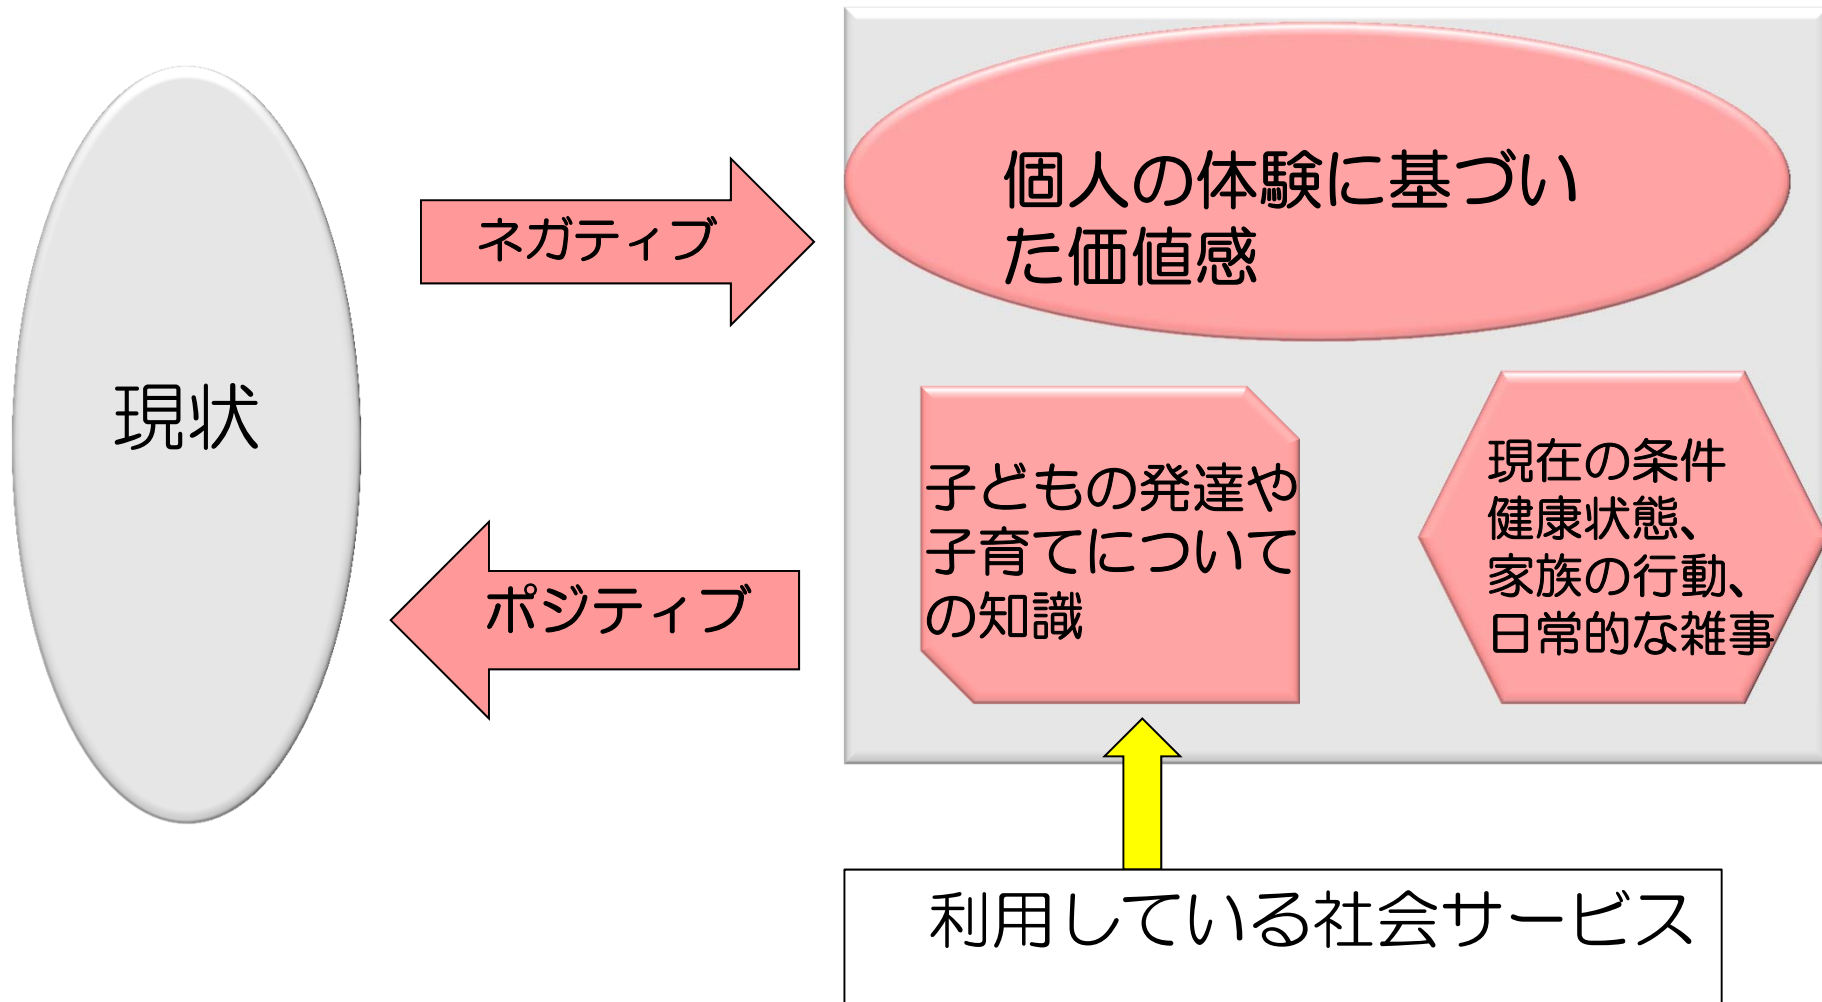 現状
ネガティブ
ポジティブ
個人の体験に基づい
た価値感
子どもの発達や
子育てについて
の知識
現在の条件
健康状態、
家族の行動、
日常的な雑事
利用している社会サービス